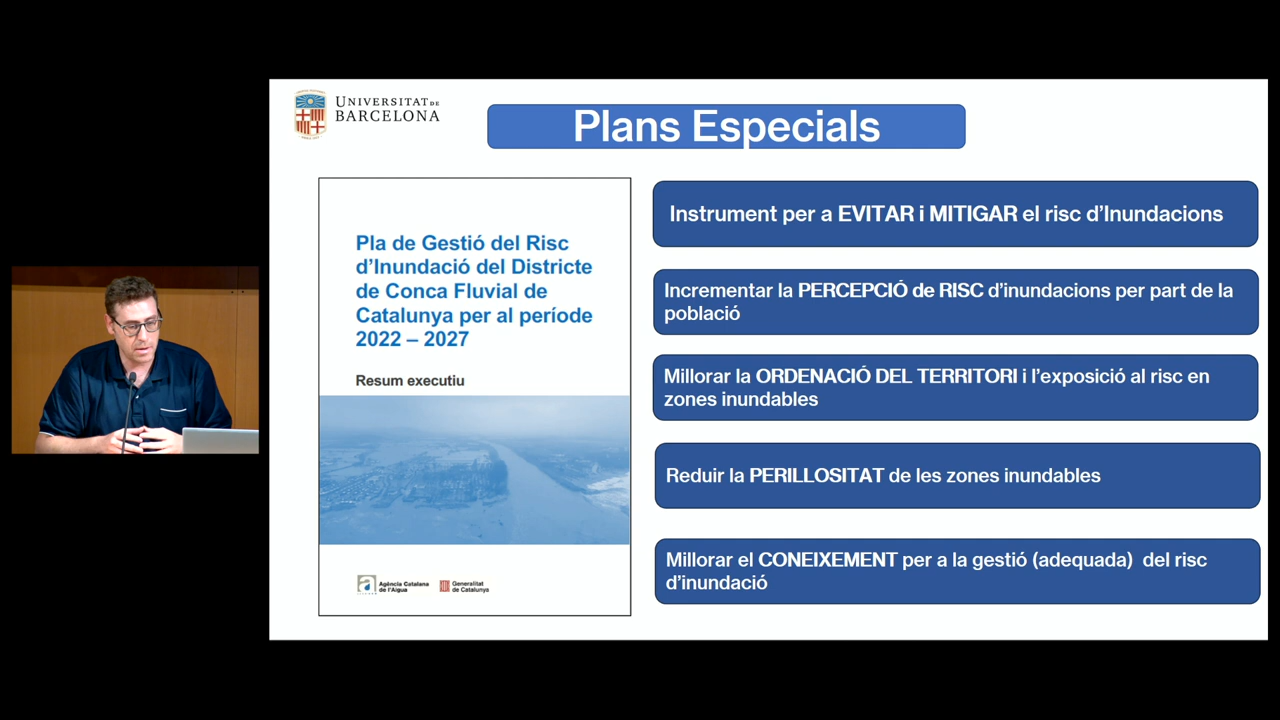 UNIVERSITAT DE
BARCELONA
Plans Especials
Pla de Gestió del Risc
d’Inundació del Districte
de Conca Fluvial de
Catalunya per al període
2022 – 2027
Resum executiu
Agència Catalana
de l’Aigua
Generalitat
de Catalunya
Instrument per a EVITAR i MITIGAR el risc d’Inundacions
Incrementar la PERCEPCIÓ de RISC d’inundacions per part de la
població
Millorar la ORDENACIÓ DEL TERRITORI i l’exposició al risc en
zones inundables
Reduir la PERILLOSITAT de les zones inundables
Millorar el CONEIXEMENT per a la gestió (adequada)  del risc
d’inundació